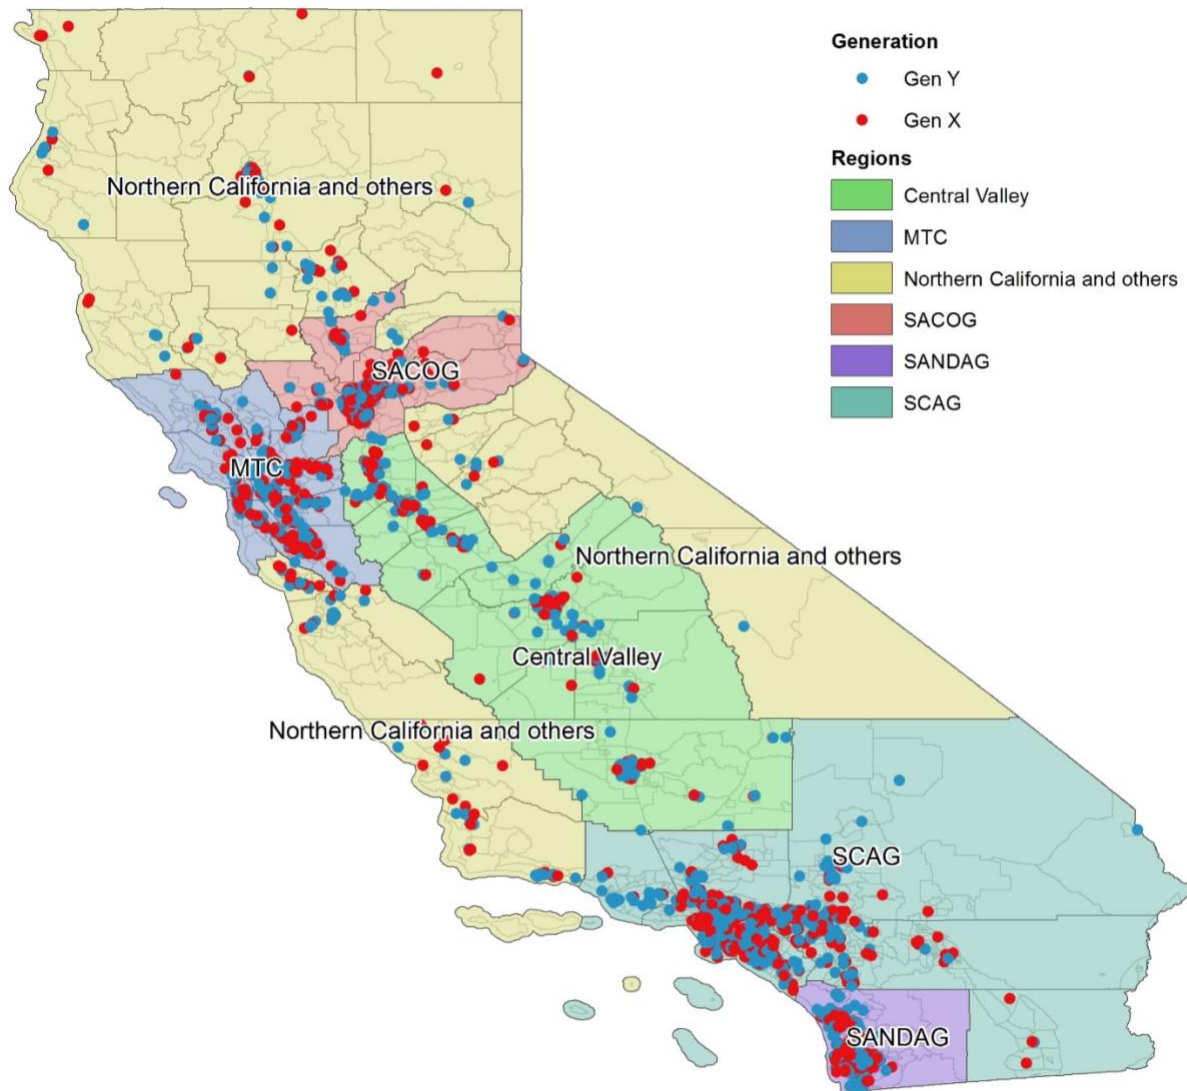 Generation
Gen Y
Gen X
Regions
Central Valley
MTC
Northern California and others
SACOG
SANDAG
SCAG
Northern California and others
SACOG
MTC
Northern California and others
Central Valley
Northern California and others
SCAG
SANDAG